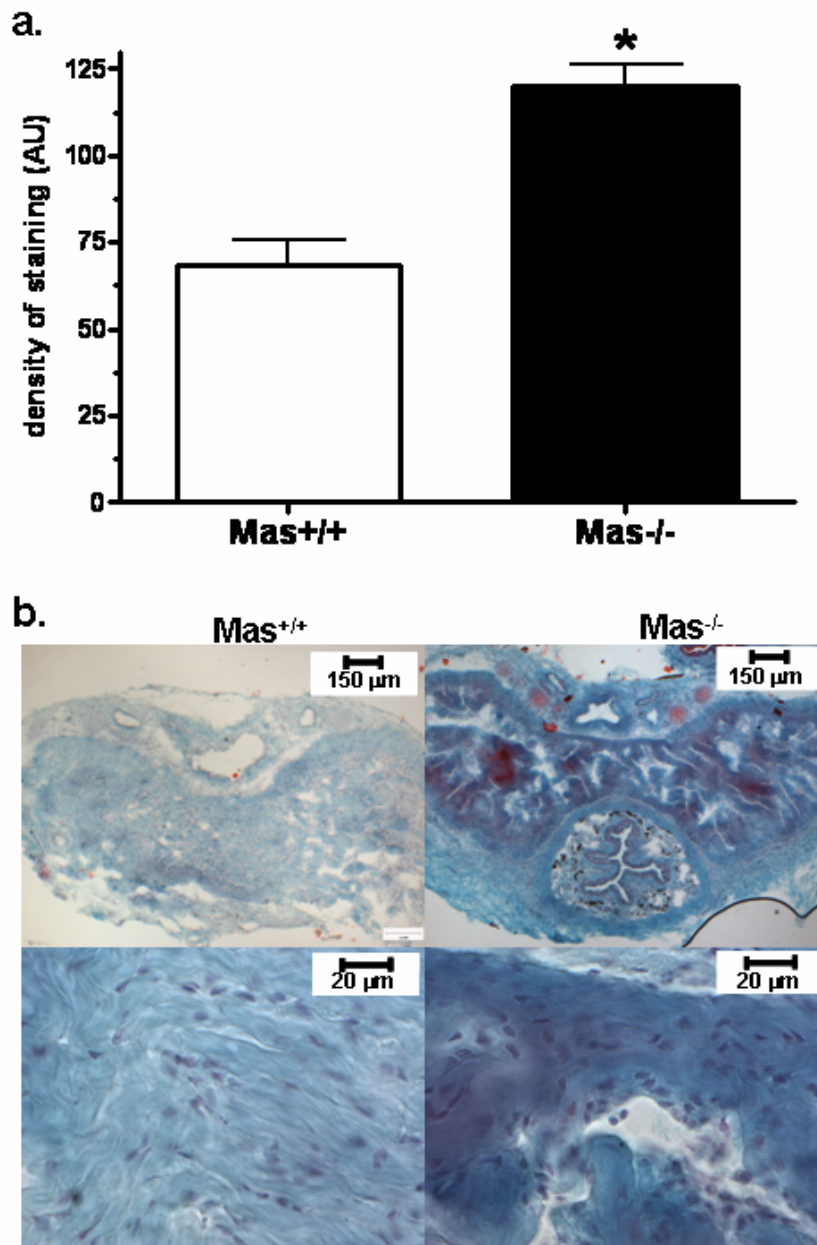 a.
*
125
100
75
50
25
0
density of staining (AU)
Mas+/+
Mas-/-
b.
Mas+/+
Mas-/-
150 µm
150 µm
20 µm
20 µm